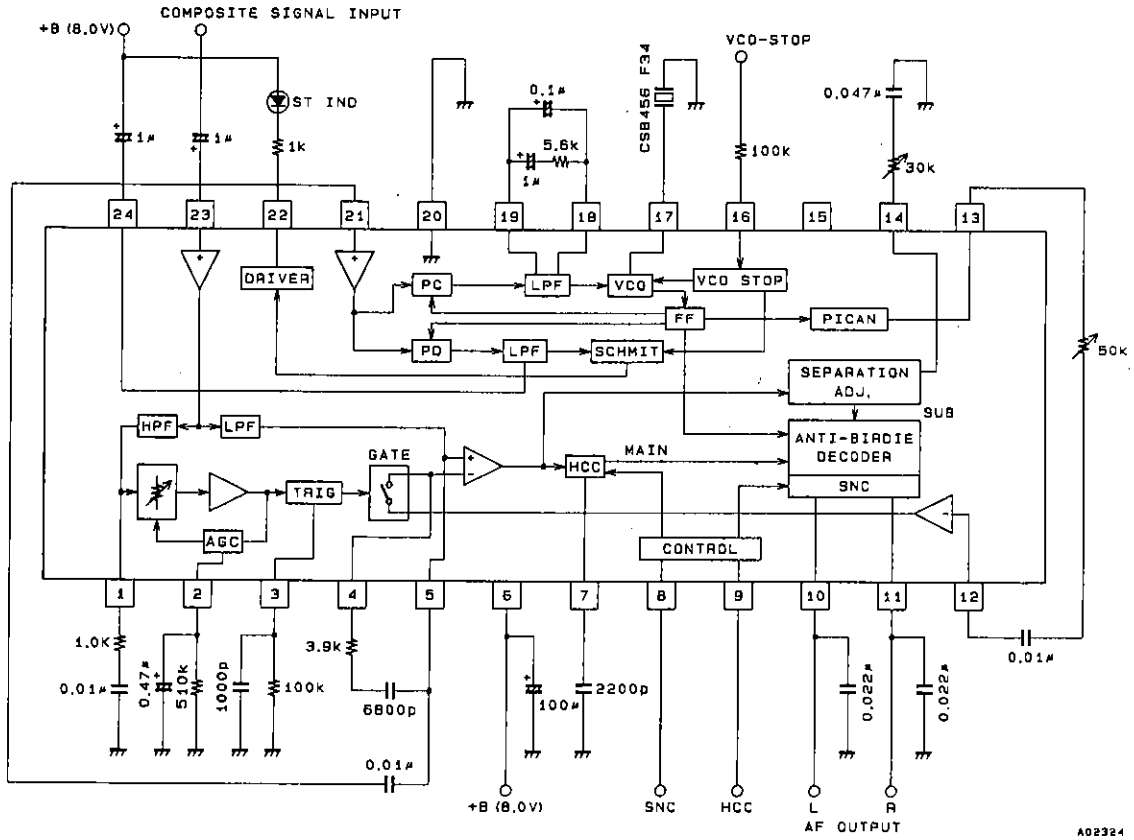 COMPOSITE SIGNAL INPUT
+B (8.0V)
VCO-STOP
ST IND
+
1μ
+
1μ
1k
0.1μ
+
5.6k
+
1μ
CSB456 F34
100k
0.047μ
30k
24
23
22
21
20
19
18
17
16
15
14
13
+
+
DRIVER
PC
LPF
VCO
VCO STOP
FF
PICAN
PD
LPF
SCHMIT
50k
SEPARATION
ADJ.
SUB
HPF
LPF
ANTI-BIRDIE
DECODER
GATE
+
-
HCC
MAIN
SNC
TRIG
-
AGC
CONTROL
1
2
3
4
5
6
7
8
9
10
11
12
1.0K
0.01μ
0.47μ
+
510k
1000p
100k
3.9k
6800p
+
100μ
2200p
0.022μ
0.022μ
0.01μ
0.01μ
+B (8.0V)
SNC
HCC
L
R
AF OUTPUT
A02324